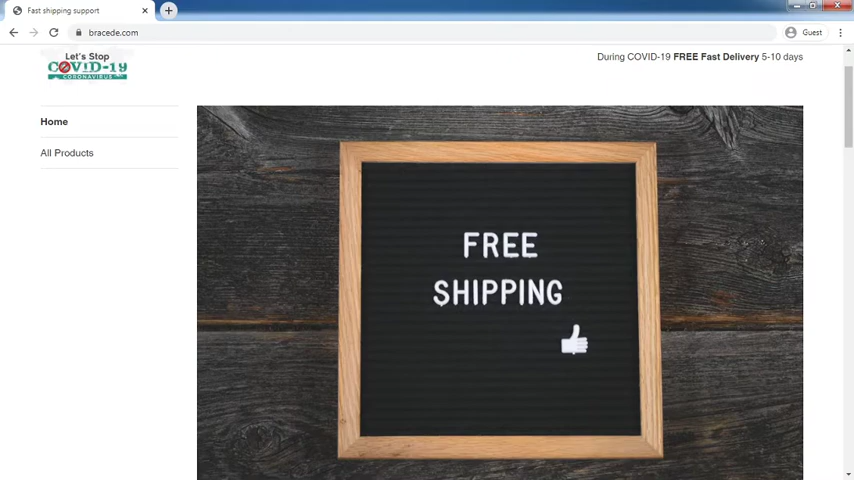 Fast shipping support
bracede.com
Guest
Let's Stop
COVID-19
CORONAVIRUS
During COVID-19 FREE Fast Delivery 5-10 days
Home
All Products
FREE
SHIPPING